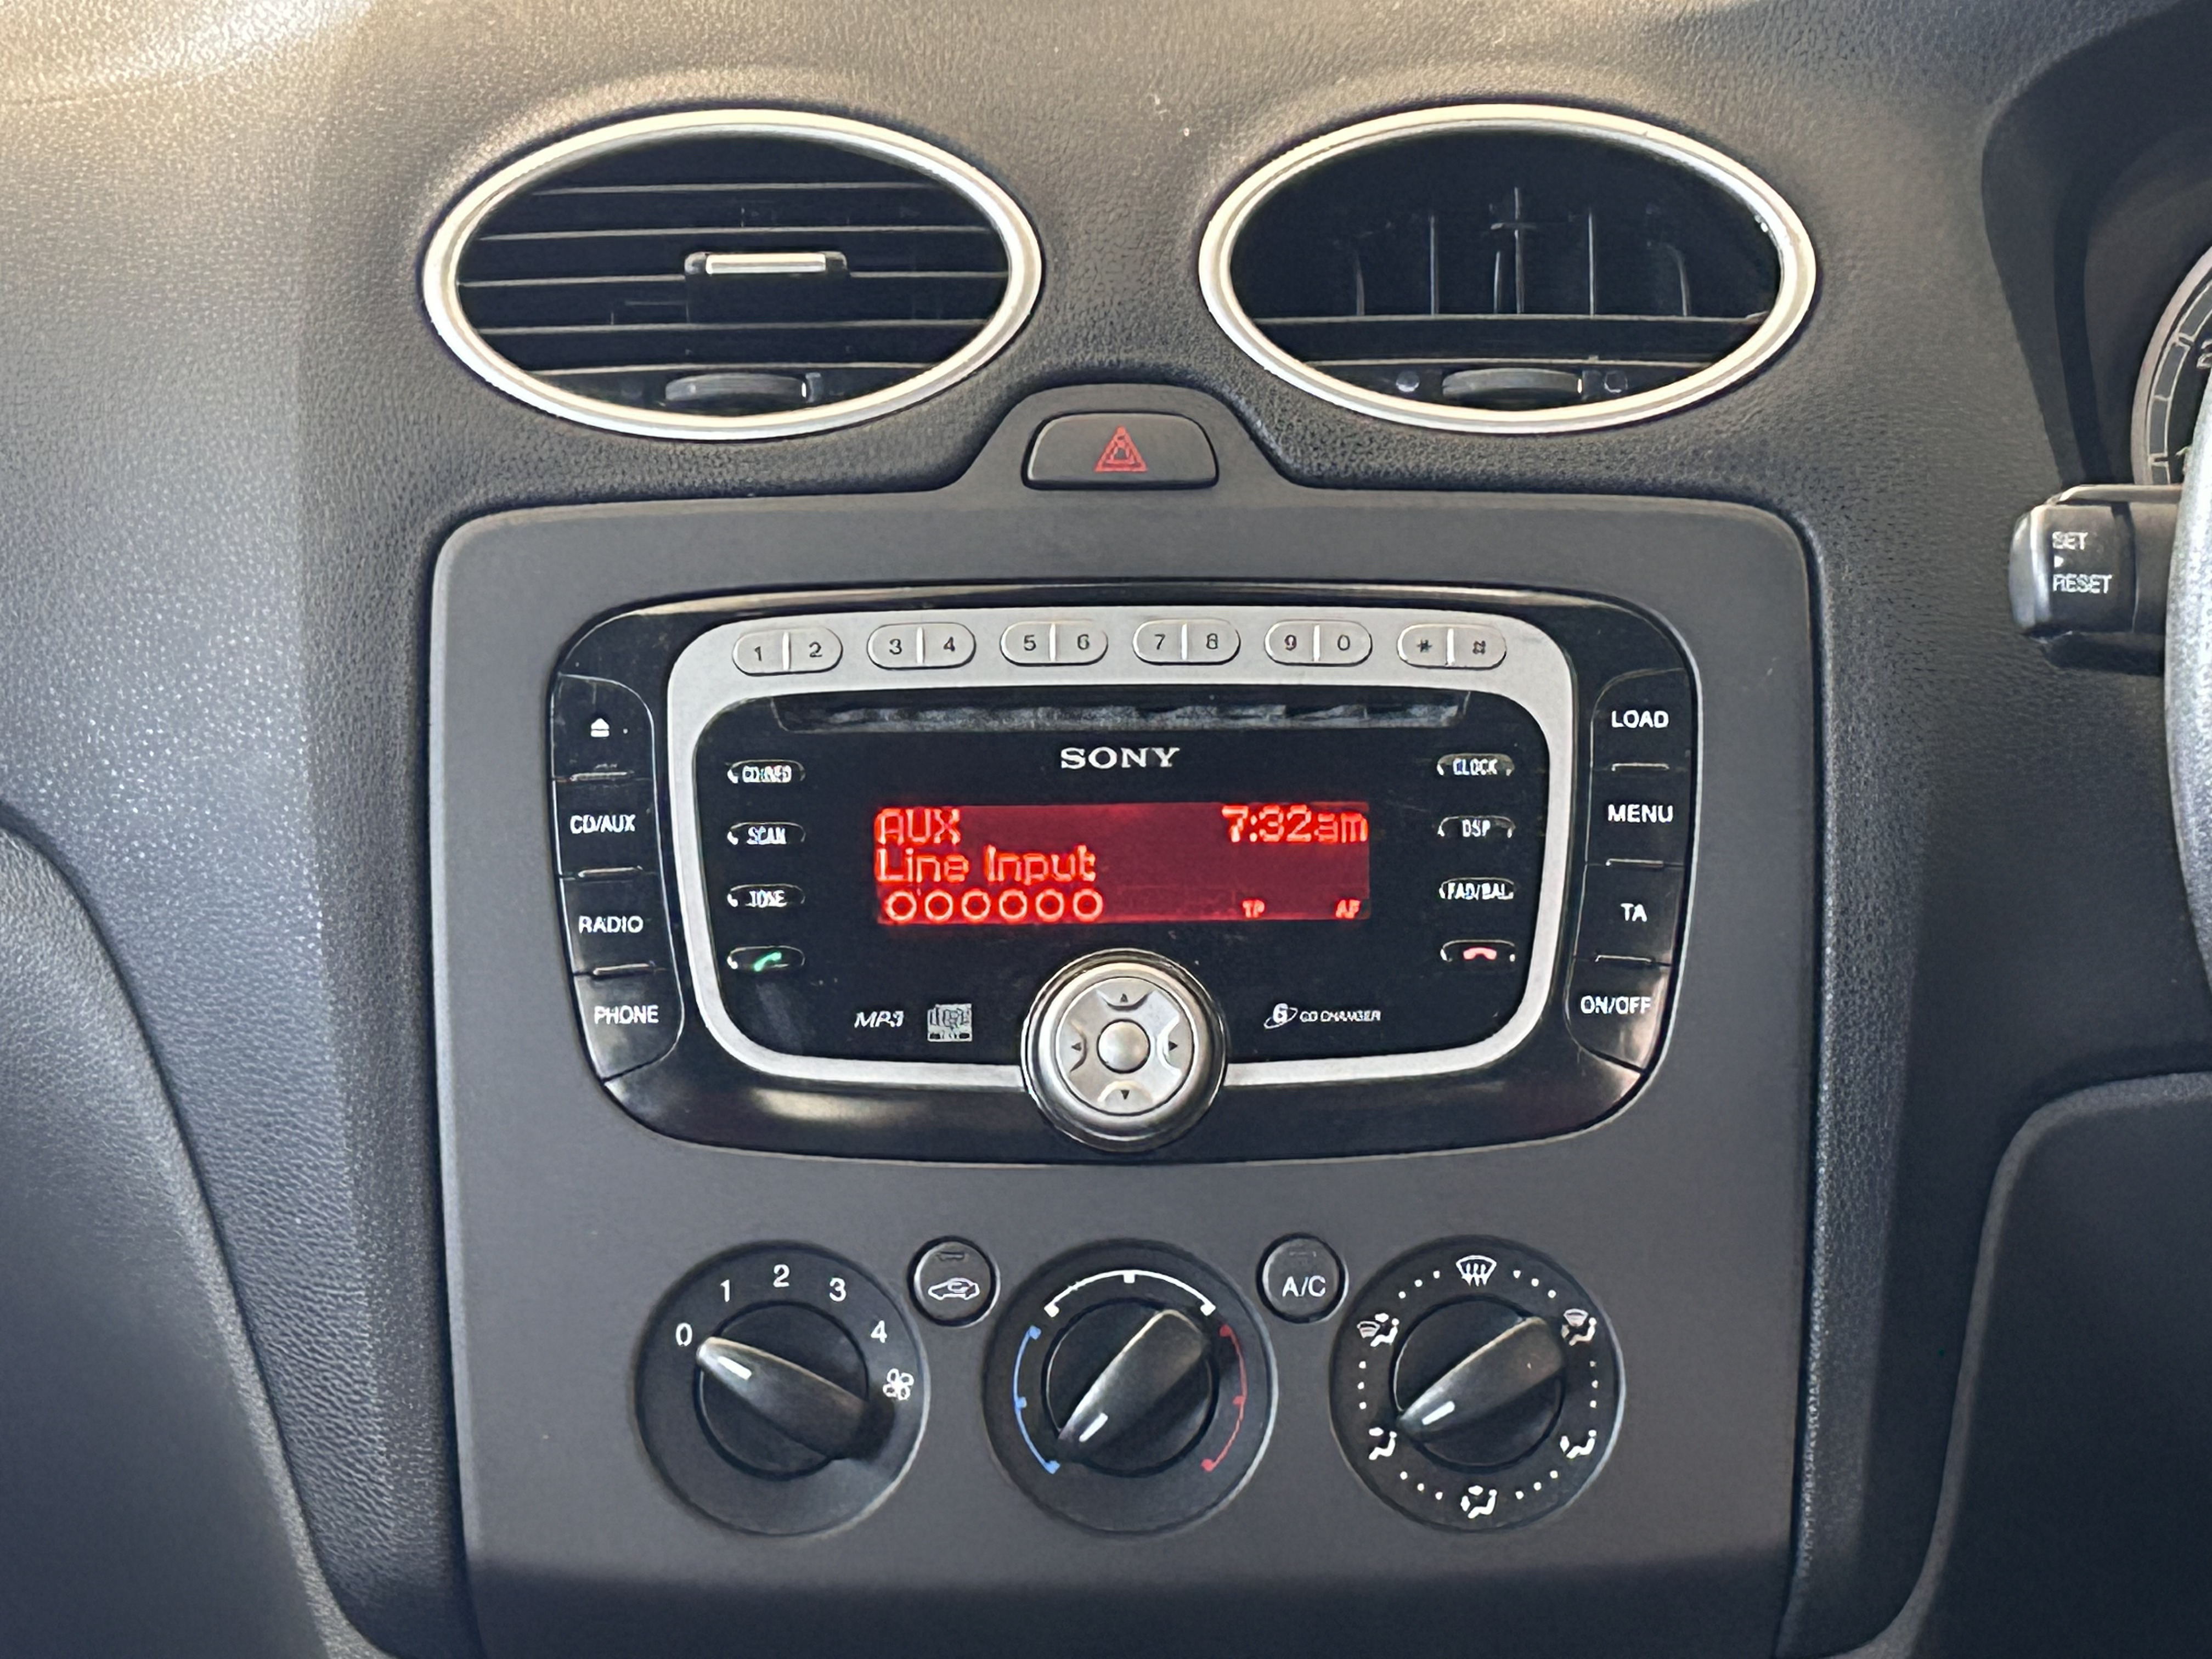 SET
RESET
1 2 3 4 5 6 7 8 9 0 * #
LOAD
SONY
CLOCK
CD/AUX
SCAN
AUX 7:32am
DSP
MENU
Line Input
TONE
TP AF
FAD/BAL
RADIO
TA
PHONE
MP3
6 CD CHANGER
ON/OFF
0 1 2 3 4
A/C